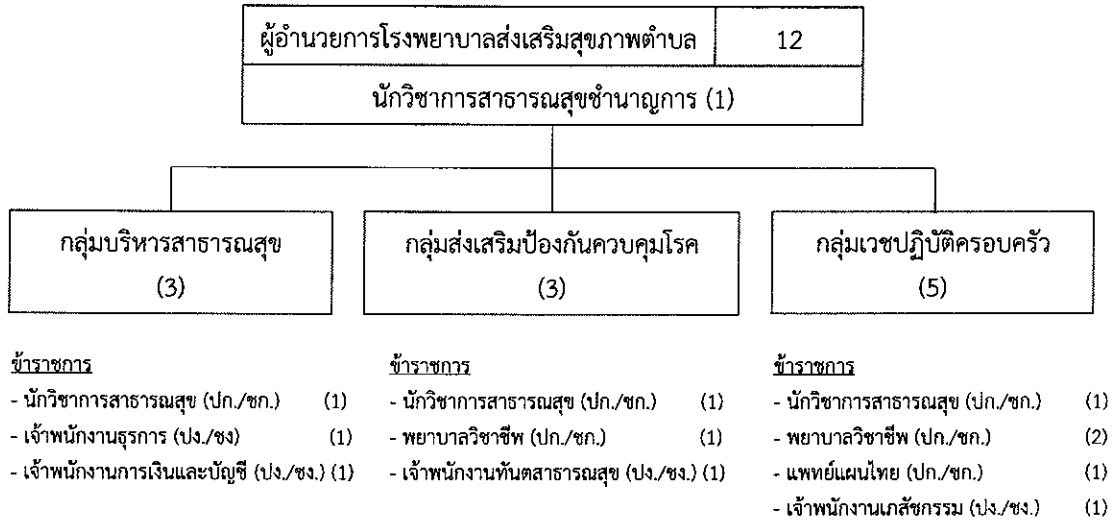 ผู้อำนวยการโรงพยาบาลส่งเสริมสุขภาพตำบล 12
นักวิชาการสาธารณสุขชำนาญการ (1)
กลุ่มบริหารสาธารณสุข
(3)
กลุ่มส่งเสริมป้องกันควบคุมโรค
(3)
กลุ่มเวชปฏิบัติครอบครัว
(5)
ข้าราชการ
- นักวิชาการสาธารณสุข (ปก./ชก.) (1)
- เจ้าพนักงานธุรการ (ปง./ชง) (1)
- เจ้าพนักงานการเงินและบัญชี (ปง./ชง.) (1)
ข้าราชการ
- นักวิชาการสาธารณสุข (ปก./ชก.) (1)
- พยาบาลวิชาชีพ (ปก./ชก.) (1)
- เจ้าพนักงานทันตสาธารณสุข (ปง./ชง.) (1)
ข้าราชการ
- นักวิชาการสาธารณสุข (ปก./ชก.) (1)
- พยาบาลวิชาชีพ (ปก./ชก.) (2)
- แพทย์แผนไทย (ปก./ชก.) (1)
- เจ้าพนักงานเภสัชกรรม (ปง./ชง.) (1)